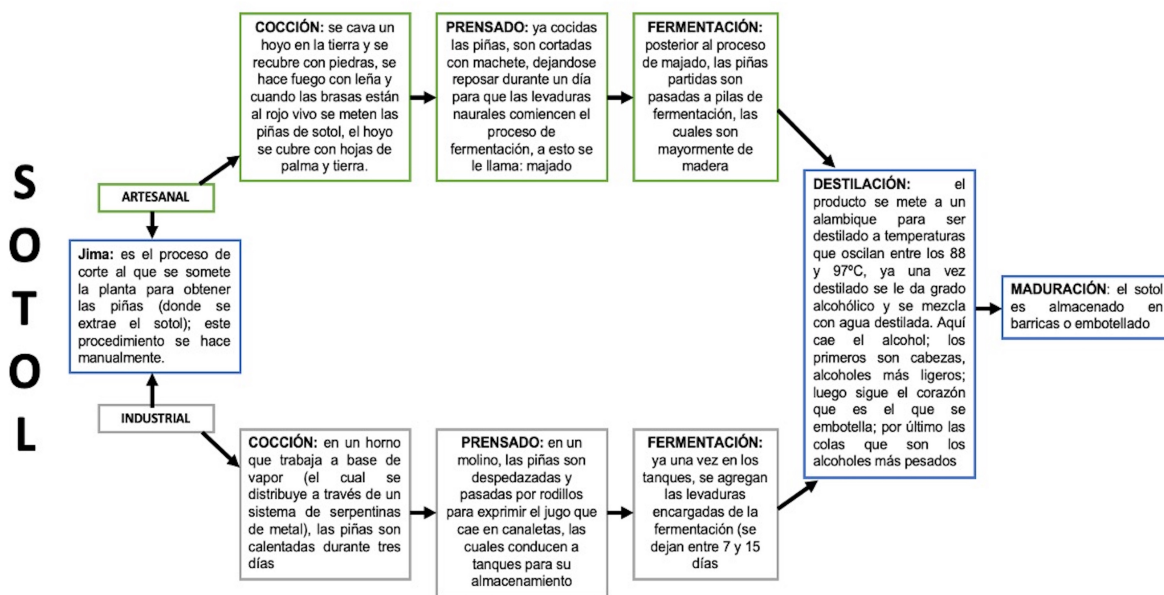 SOTOL
COCCIÓN: se cava un
hoyo en la tierra y se
recubre con piedras, se
hace fuego con leña y
cuando las brasas están
al rojo vivo se meten las
piñas de sotol, el hoyo
se cubre con hojas de
palma y tierra.
PRENSADO: ya cocidas
las piñas, son cortadas
con machete, dejandose
reposar durante un día
para que las levaduras
naurales comiencen el
proceso de
fermentación, a esto se
le llama: majado
FERMENTACIÓN:
posterior al proceso
de majado, las piñas
partidas son
pasadas a pilas de
fermentación, las
cuales son
mayormente de
madera
ARTESANAL
Jima: es el proceso de
corte al que se somete
la planta para obtener
las piñas (donde se
extrae el sotol); este
procedimiento se hace
manualmente.
INDUSTRIAL
COCCIÓN: en un horno
que trabaja a base de
vapor (el cual se
distribuye a través de un
sistema de serpentinas
de metal), las piñas son
calentadas durante tres
días
PRENSADO: en un
molino, las piñas son
despedazadas y
pasadas por rodillos
para exprimir el jugo que
cae en canaletas, las
cuales conducen a
tanques para su
almacenamiento
FERMENTACIÓN:
ya una vez en los
tanques, se agregan
las levaduras
encargadas de la
fermentación (se
dejan entre 7 y 15
días
DESTILACIÓN: el
producto se mete a un
alambique para ser
destilado a temperaturas
que oscilan entre los 88
y 97ºC, ya una vez
destilado se le da grado
alcohólico y se mezcla
con agua destilada. Aquí
cae el alcohol; los
primeros son cabezas,
alcoholes más ligeros;
luego sigue el corazón
que es el que se
embotella; por último las
colas que son los
alcoholes más pesados
MADURACIÓN: el sotol
es almacenado en
barricas o embotellado